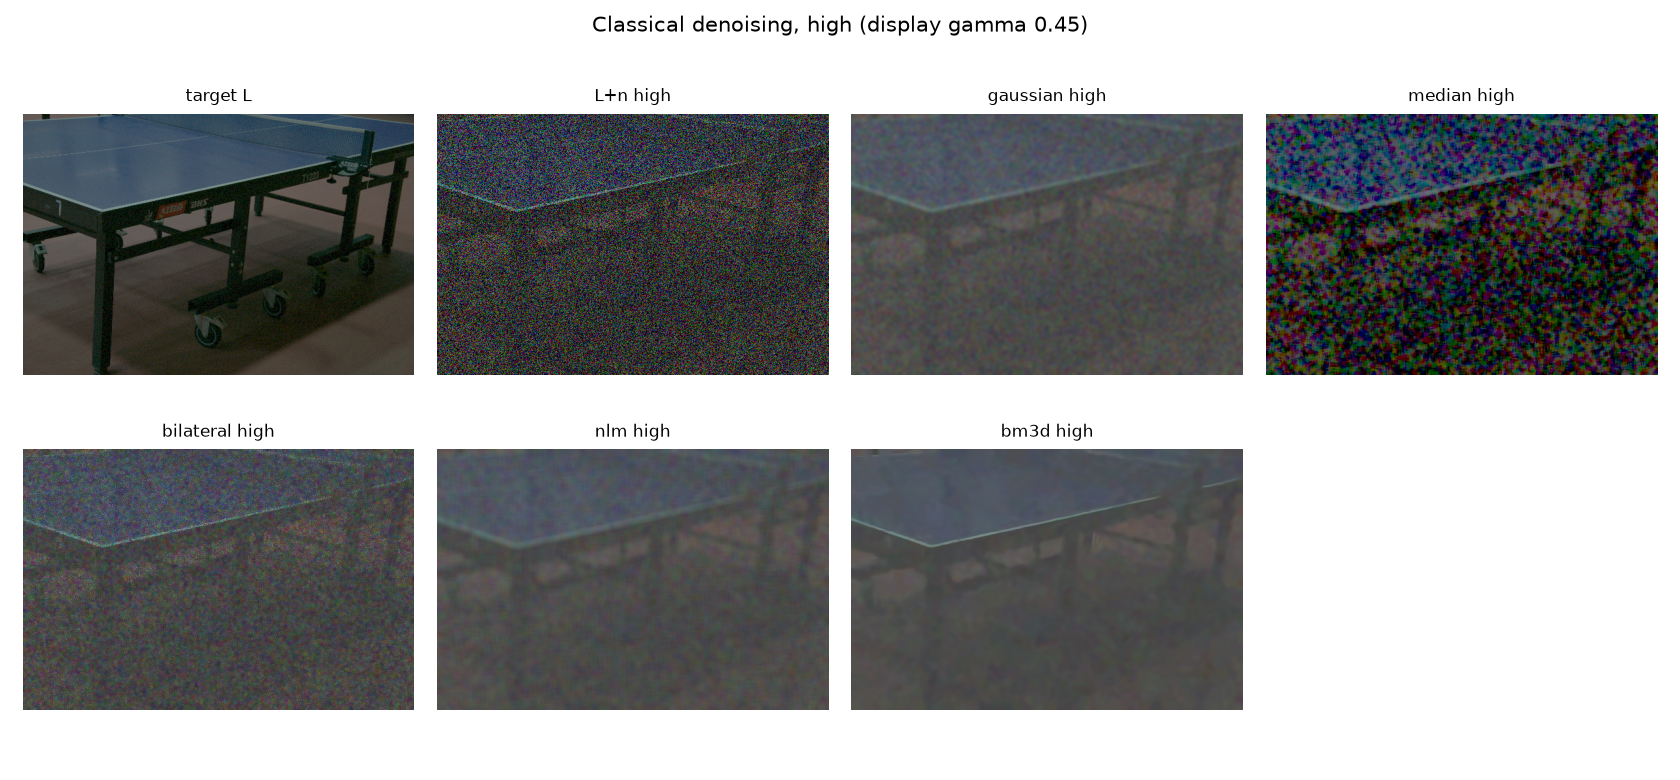 Classical denoising, high (display gamma 0.45)
target L
L+n high
gaussian high
median high
bilateral high
nlm high
bm3d high